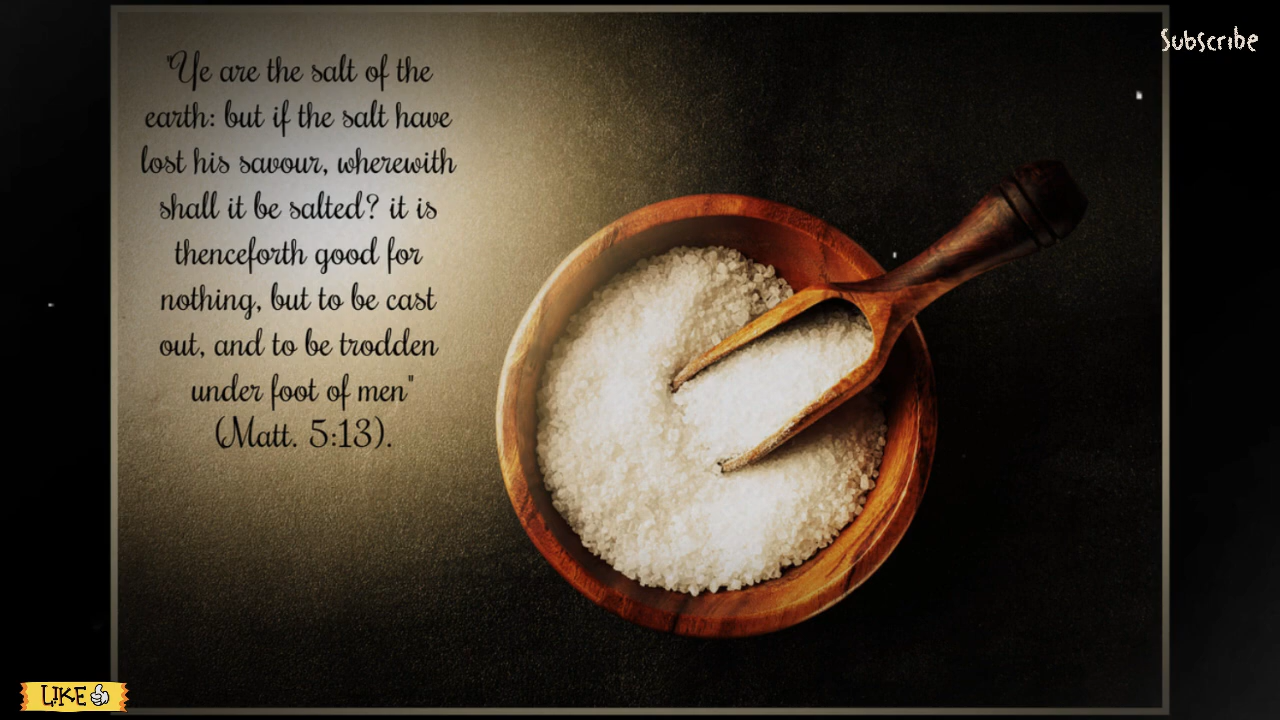 "Ye are the salt of the
earth: but if the salt have
lost his savour, wherewith
shall it be salted? it is
thenceforth good for
nothing, but to be cast
out, and to be trodden
under foot of men"
(Matt. 5:13).
Subscribe
LIKE